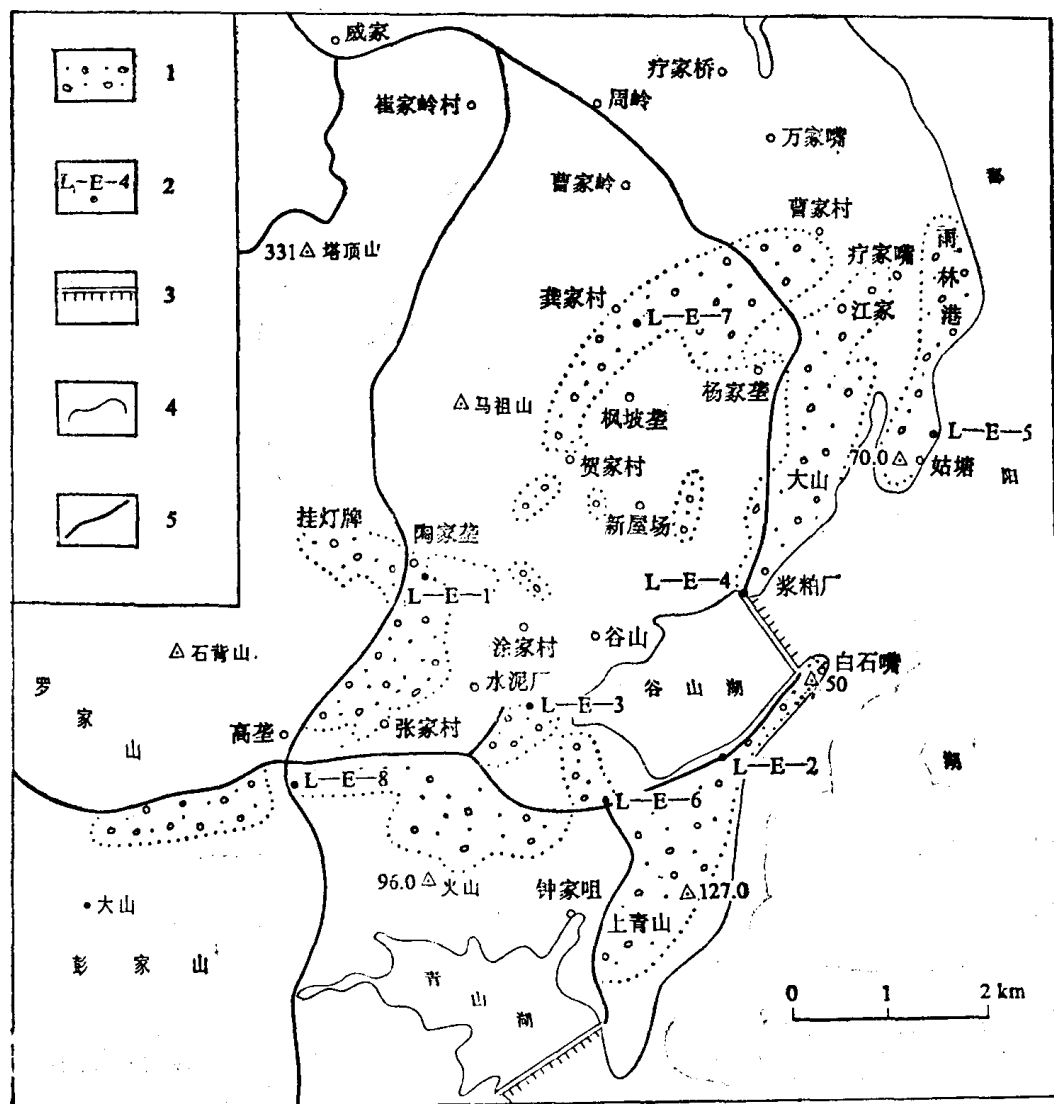 1
L-E-4
2
3
4
5
威家
崔家岭村
疗家桥
周岭
万家嘴
曹家岭
曹家村
疗家嘴
雨林港
鄱
331 塔顶山
龚家村
L—E—7
江家
马祖山
枫坡垄
杨家垄
L—E—5
70.0
姑塘
阳
贺家村
大山
新屋场
挂灯牌
陶家垄
L—E—1
L—E—4
浆粕厂
石背山
涂家村
谷山
罗家山
水泥厂
谷山湖
白石嘴
50
L—E—3
高垄
张家村
湖
L—E—2
L—E—8
L—E—6
96.0 火山
钟家咀
127.0
大山
上青山
彭家山
青山湖
0 1 2 km